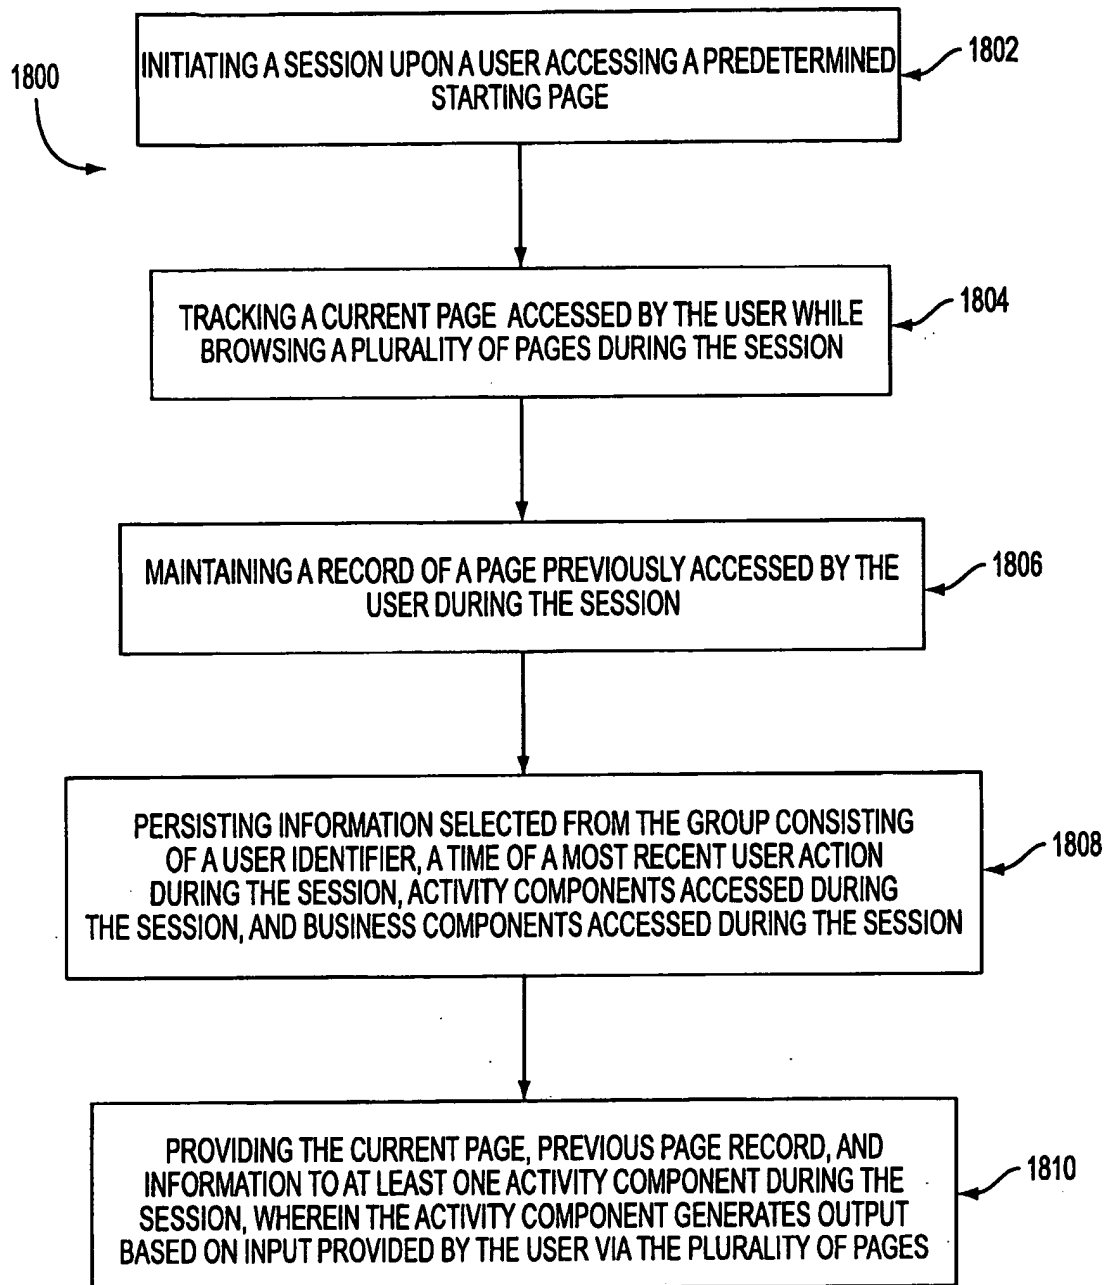 1800
INITIATING A SESSION UPON A USER ACCESSING A PREDETERMINED
STARTING PAGE
1802
TRACKING A CURRENT PAGE ACCESSED BY THE USER WHILE
BROWSING A PLURALITY OF PAGES DURING THE SESSION
1804
MAINTAINING A RECORD OF A PAGE PREVIOUSLY ACCESSED BY THE
USER DURING THE SESSION
1806
PERSISTING INFORMATION SELECTED FROM THE GROUP CONSISTING
OF A USER IDENTIFIER, A TIME OF A MOST RECENT USER ACTION
DURING THE SESSION, ACTIVITY COMPONENTS ACCESSED DURING
THE SESSION, AND BUSINESS COMPONENTS ACCESSED DURING THE SESSION
1808
PROVIDING THE CURRENT PAGE, PREVIOUS PAGE RECORD, AND
INFORMATION TO AT LEAST ONE ACTIVITY COMPONENT DURING THE
SESSION, WHEREIN THE ACTIVITY COMPONENT GENERATES OUTPUT
BASED ON INPUT PROVIDED BY THE USER VIA THE PLURALITY OF PAGES
1810